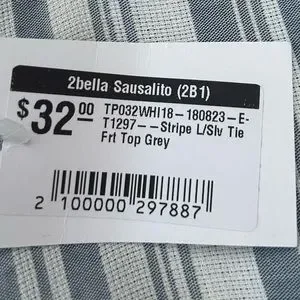 2bella Sausalito (2B1)
$32 00 TP032WHI18-180823-E-
T1297--Stripe L/Slv Tie
Frt Top Grey
2 100000 297887